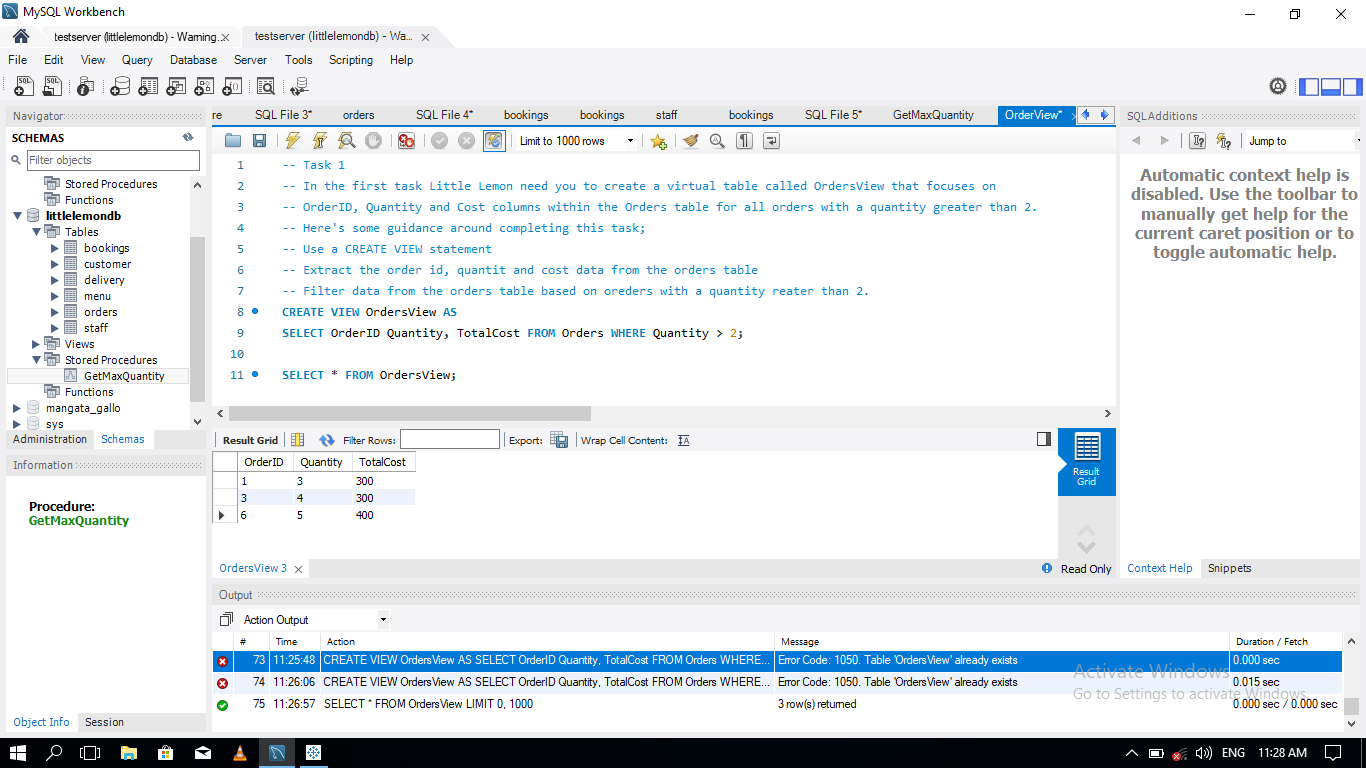 MySQL Workbench
testserver (littlelemondb) - Warning...
testserver (littlelemondb) - Wa...
File Edit View Query Database Server Tools Scripting Help
Navigator
SCHEMAS
Filter objects
Stored Procedures
Functions
littlelemondb
Tables
bookings
customer
delivery
menu
orders
staff
Views
Stored Procedures
GetMaxQuantity
Functions
mangata_gallo
sys
Administration Schemas
Information
Procedure:
GetMaxQuantity
Object Info Session
re SQL File 3* orders SQL File 4* bookings bookings staff bookings SQL File 5* GetMaxQuantity OrderView*
Limit to 1000 rows
1 -- Task 1
2 -- In the first task Little Lemon need you to create a virtual table called OrdersView that focuses on
3 -- OrderID, Quantity and Cost columns within the Orders table for all orders with a quantity greater than 2.
4 -- Here's some guidance around completing this task;
5 -- Use a CREATE VIEW statement
6 -- Extract the order id, quantit and cost data from the orders table
7 -- Filter data from the orders table based on oreders with a quantity reater than 2.
8 CREATE VIEW OrdersView AS
9 SELECT OrderID Quantity, TotalCost FROM Orders WHERE Quantity > 2;
10
11 SELECT * FROM OrdersView;
Result Grid Filter Rows: Export: Wrap Cell Content:
OrderID Quantity TotalCost
1 3 300
3 4 300
6 5 400
Result
Grid
OrdersView 3
Read Only
SQLAdditions
Jump to
Automatic context help is
disabled. Use the toolbar to
manually get help for the
current caret position or to
toggle automatic help.
Context Help Snippets
Output
Action Output
# Time Action Message Duration / Fetch
73 11:25:48 CREATE VIEW OrdersView AS SELECT OrderID Quantity, TotalCost FROM Orders WHERE... Error Code: 1050. Table 'OrdersView' already exists 0.000 sec
74 11:26:06 CREATE VIEW OrdersView AS SELECT OrderID Quantity, TotalCost FROM Orders WHERE... Error Code: 1050. Table 'OrdersView' already exists 0.015 sec
75 11:26:57 SELECT * FROM OrdersView LIMIT 0, 1000 3 row(s) returned 0.000 sec / 0.000 sec
Activate Windows
Go to Settings to activate Windows.
ENG 11:28 AM